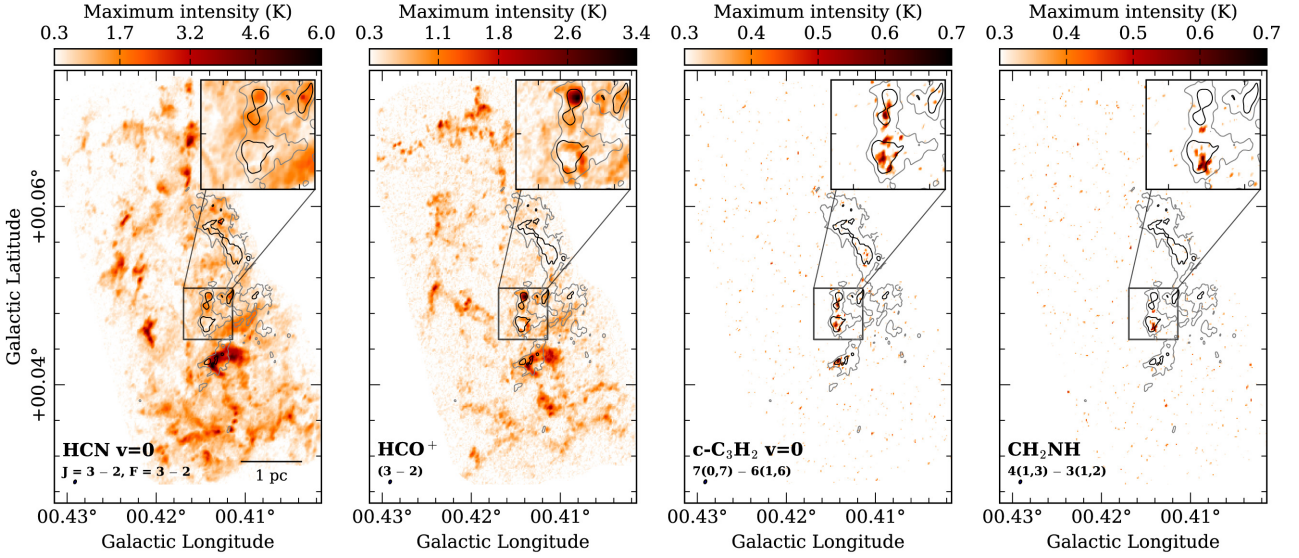 Maximum intensity (K) Maximum intensity (K) Maximum intensity (K) Maximum intensity (K)
0.3 1.7 3.2 4.6 6.0 0.3 1.1 1.8 2.6 3.4 0.3 0.4 0.5 0.6 0.7 0.3 0.4 0.5 0.6 0.7
Galactic Latitude
+00.06°
+00.04°
HCN v=0
J = 3 − 2, F = 3 − 2
1 pc
HCO⁺
(3 − 2)
c-C₃H₂ v=0
7(0,7) − 6(1,6)
CH₂NH
4(1,3) − 3(1,2)
00.43° 00.42° 00.41° 00.43° 00.42° 00.41° 00.43° 00.42° 00.41° 00.43° 00.42° 00.41°
Galactic Longitude Galactic Longitude Galactic Longitude Galactic Longitude